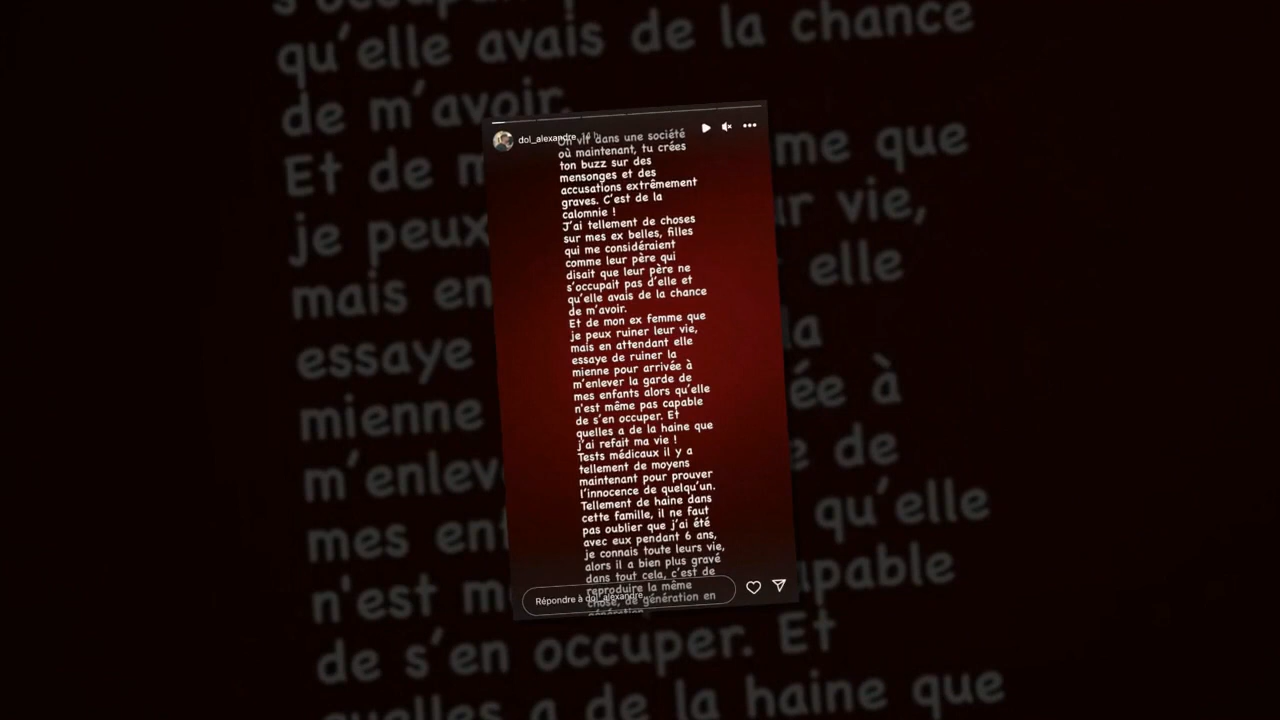 s'occupait
qu'elle avais de la chance
de m'avoir.
Et de m
me que
je peux
r vie,
mais en
elle
essaye
la
mienne
ée à
m'enlev
de
mes enf
qu'elle
n'est m
apable
de s'en occuper. Et
quelles a de la haine que
doi_alexandre 14 h
On vit dans une société
où maintenant, tu crées
ton buzz sur des
mensonges et des
accusations extrêmement
graves. C'est de la
calomnie !
J'ai tellement de choses
sur mes ex belles, filles
qui me considéraient
comme leur père qui
disait que leur père ne
s'occupait pas d'elle et
qu'elle avais de la chance
de m'avoir.
Et de mon ex femme que
je peux ruiner leur vie,
mais en attendant elle
essaye de ruiner la
mienne pour arrivée à
m'enlever la garde de
mes enfants alors qu'elle
n'est même pas capable
de s'en occuper. Et
quelles a de la haine que
j'ai refait ma vie !
Tests médicaux il y a
tellement de moyens
maintenant pour prouver
l'innocence de quelqu'un.
Tellement de haine dans
cette famille, il ne faut
pas oublier que j'ai été
avec eux pendant 6 ans,
je connais toute leurs vie,
alors il a bien plus gravé
dans tout cela, c'est de
reproduire la même
chose, de génération en
génération
Répondre à doi_alexandre...